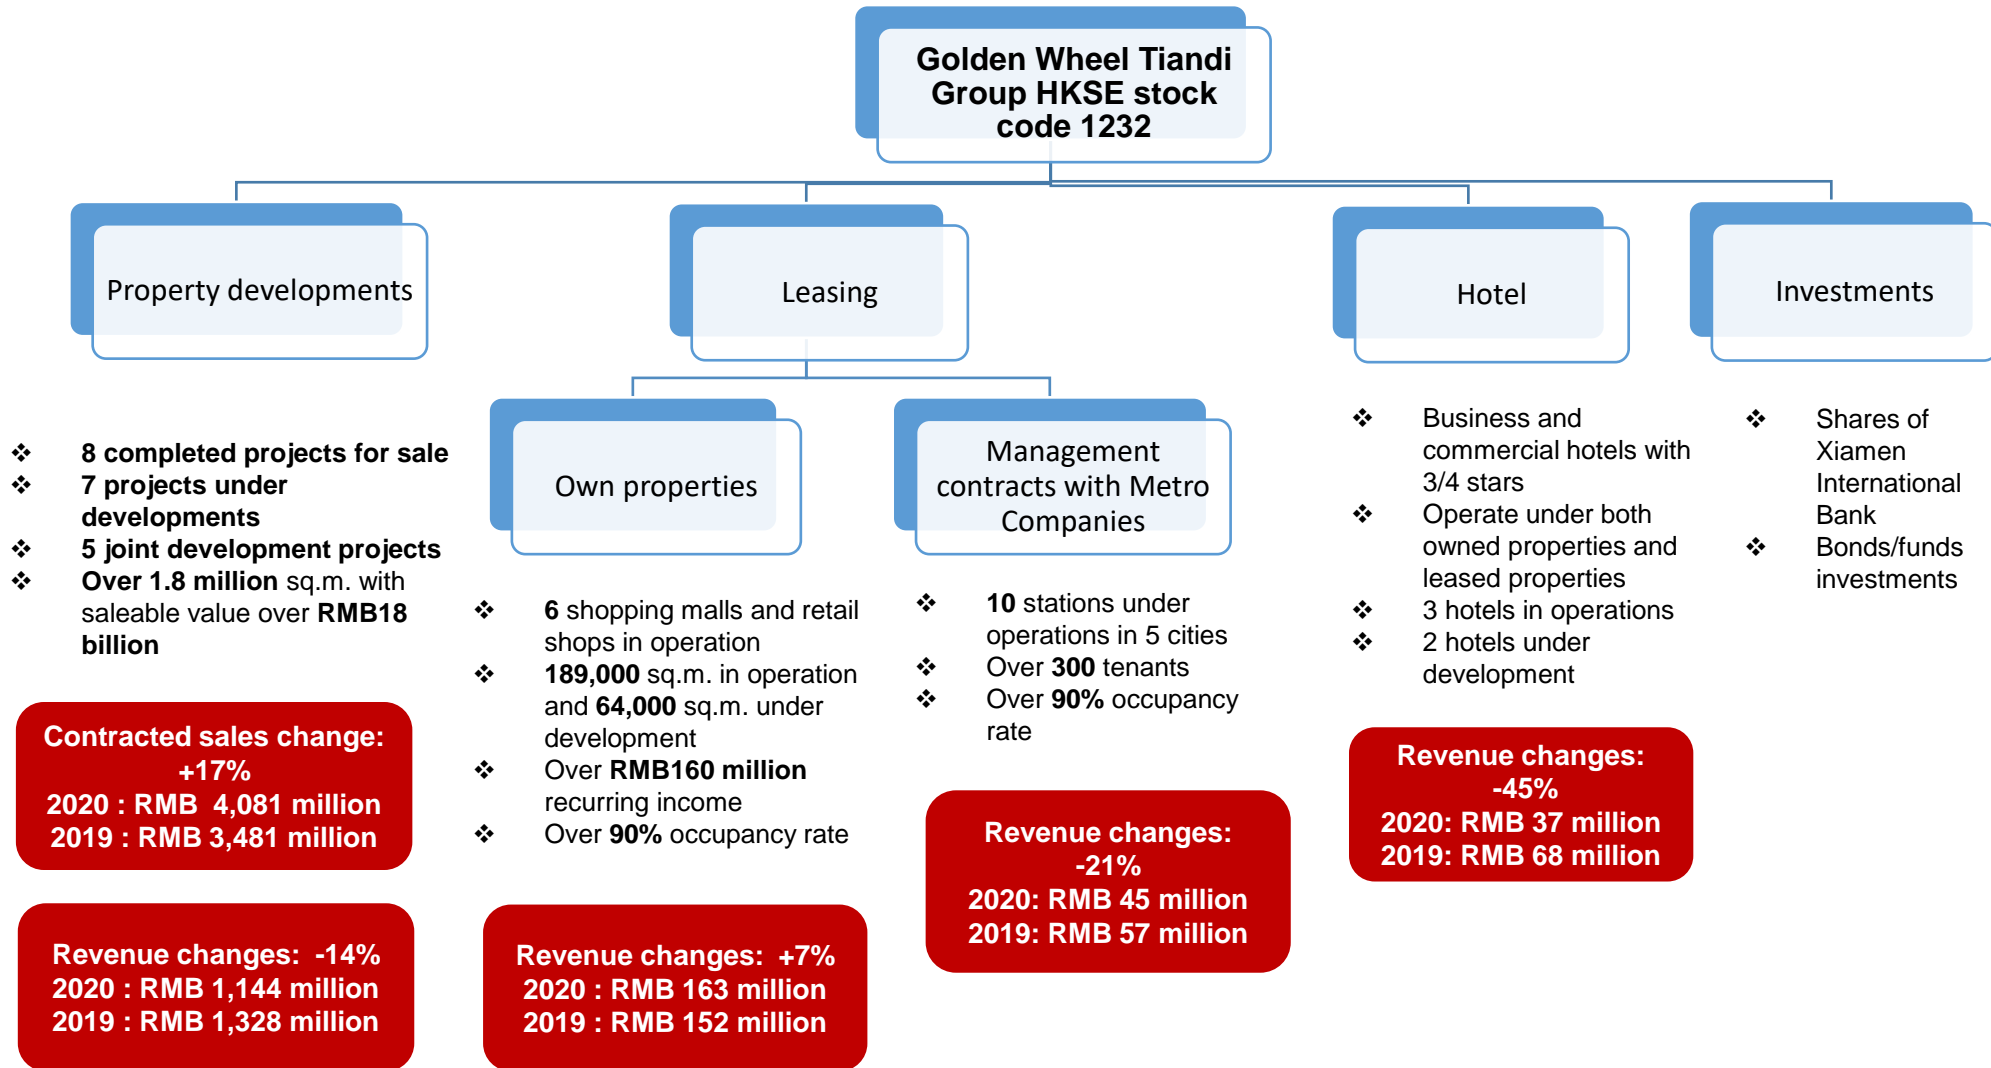 Golden Wheel Tiandi
Group HKSE stock
code 1232
Property developments
Leasing
Hotel
Investments
Own properties
Management
contracts with Metro
Companies
❖ 8 completed projects for sale
❖ 7 projects under
developments
❖ 5 joint development projects
❖ Over 1.8 million sq.m. with
saleable value over RMB18
billion
Contracted sales change:
+17%
2020 : RMB  4,081 million
2019 : RMB 3,481 million
Revenue changes:  -14%
2020 : RMB 1,144 million
2019 : RMB 1,328 million
❖ 6 shopping malls and retail
shops in operation
❖ 189,000 sq.m. in operation
and 64,000 sq.m. under
development
❖ Over RMB160 million
recurring income
❖ Over 90% occupancy rate
Revenue changes:  +7%
2020 : RMB 163 million
2019 : RMB 152 million
❖ 10 stations under
operations in 5 cities
❖ Over 300 tenants
❖ Over 90% occupancy
rate
Revenue changes:
-21%
2020: RMB 45 million
2019: RMB 57 million
❖ Business and
commercial hotels with
3/4 stars
❖ Operate under both
owned properties and
leased properties
❖ 3 hotels in operations
❖ 2 hotels under
development
Revenue changes:
-45%
2020: RMB 37 million
2019: RMB 68 million
❖ Shares of
Xiamen
International
Bank
❖ Bonds/funds
investments